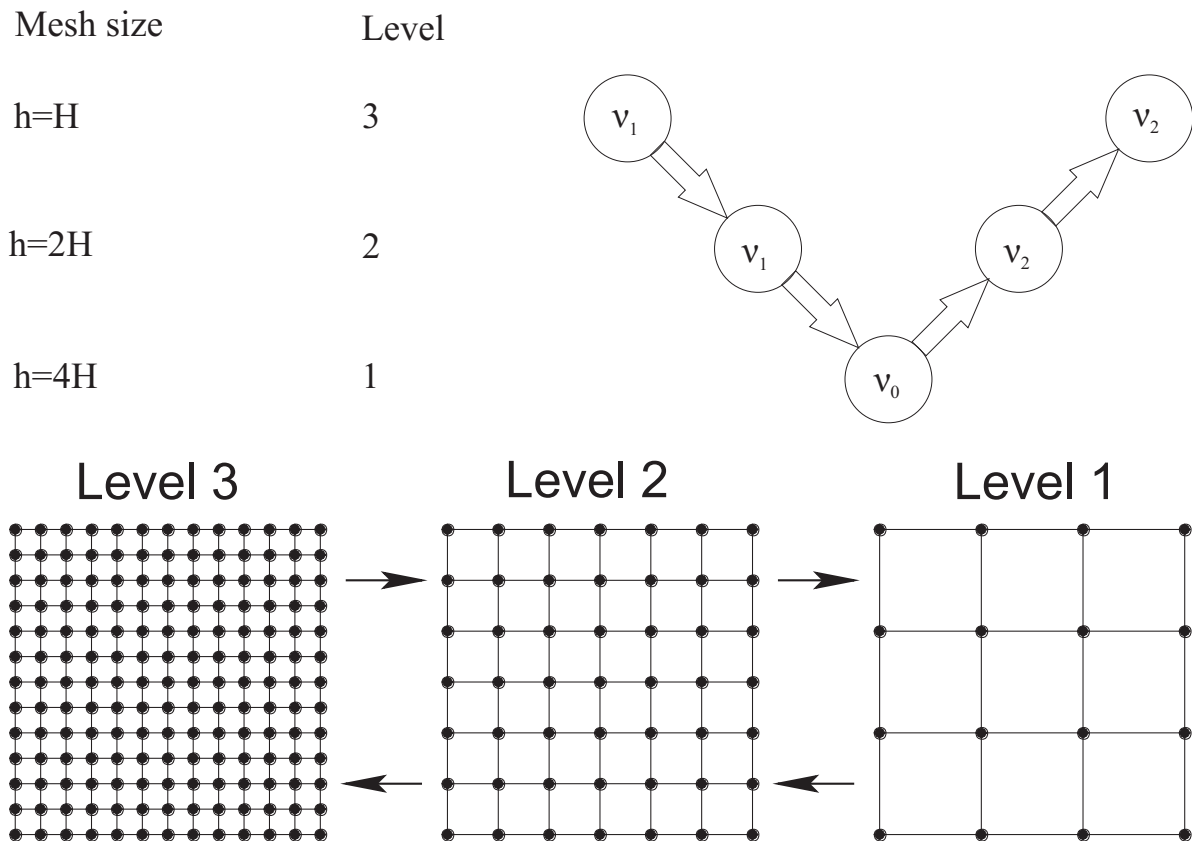 Mesh size Level
h=H 3 ν₁ ν₂
h=2H 2 ν₁ ν₂
h=4H 1 ν₀
Level 3 Level 2 Level 1